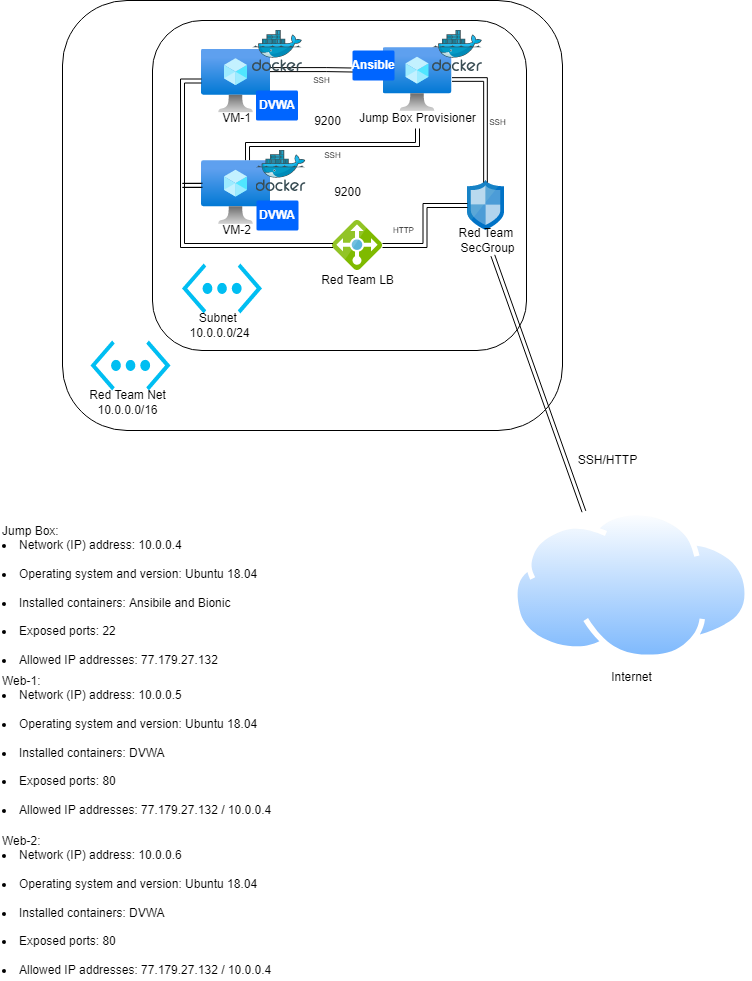 docker
docker
Ansible
SSH
DVWA
VM-1
9200
Jump Box Provisioner
SSH
SSH
docker
9200
DVWA
VM-2
HTTP
Red Team
SecGroup
Red Team LB
Subnet
10.0.0.0/24
Red Team Net
10.0.0.0/16
SSH/HTTP
Internet
Jump Box:
• Network (IP) address: 10.0.0.4
• Operating system and version: Ubuntu 18.04
• Installed containers: Ansibile and Bionic
• Exposed ports: 22
• Allowed IP addresses: 77.179.27.132
Web-1:
• Network (IP) address: 10.0.0.5
• Operating system and version: Ubuntu 18.04
• Installed containers: DVWA
• Exposed ports: 80
• Allowed IP addresses: 77.179.27.132 / 10.0.0.4
Web-2:
• Network (IP) address: 10.0.0.6
• Operating system and version: Ubuntu 18.04
• Installed containers: DVWA
• Exposed ports: 80
• Allowed IP addresses: 77.179.27.132 / 10.0.0.4